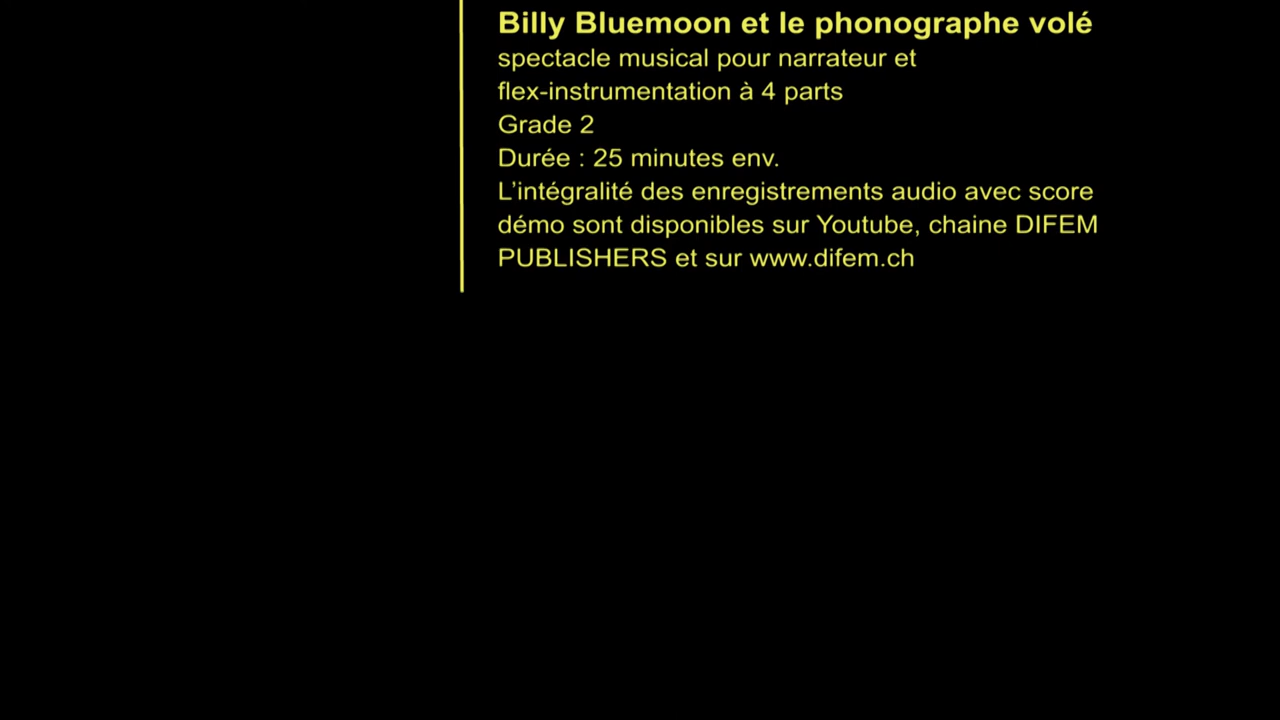 Billy Bluemoon et le phonographe volé
spectacle musical pour narrateur et
flex-instrumentation à 4 parts
Grade 2
Durée : 25 minutes env.
L’intégralité des enregistrements audio avec score
démo sont disponibles sur Youtube, chaine DIFEM
PUBLISHERS et sur www.difem.ch